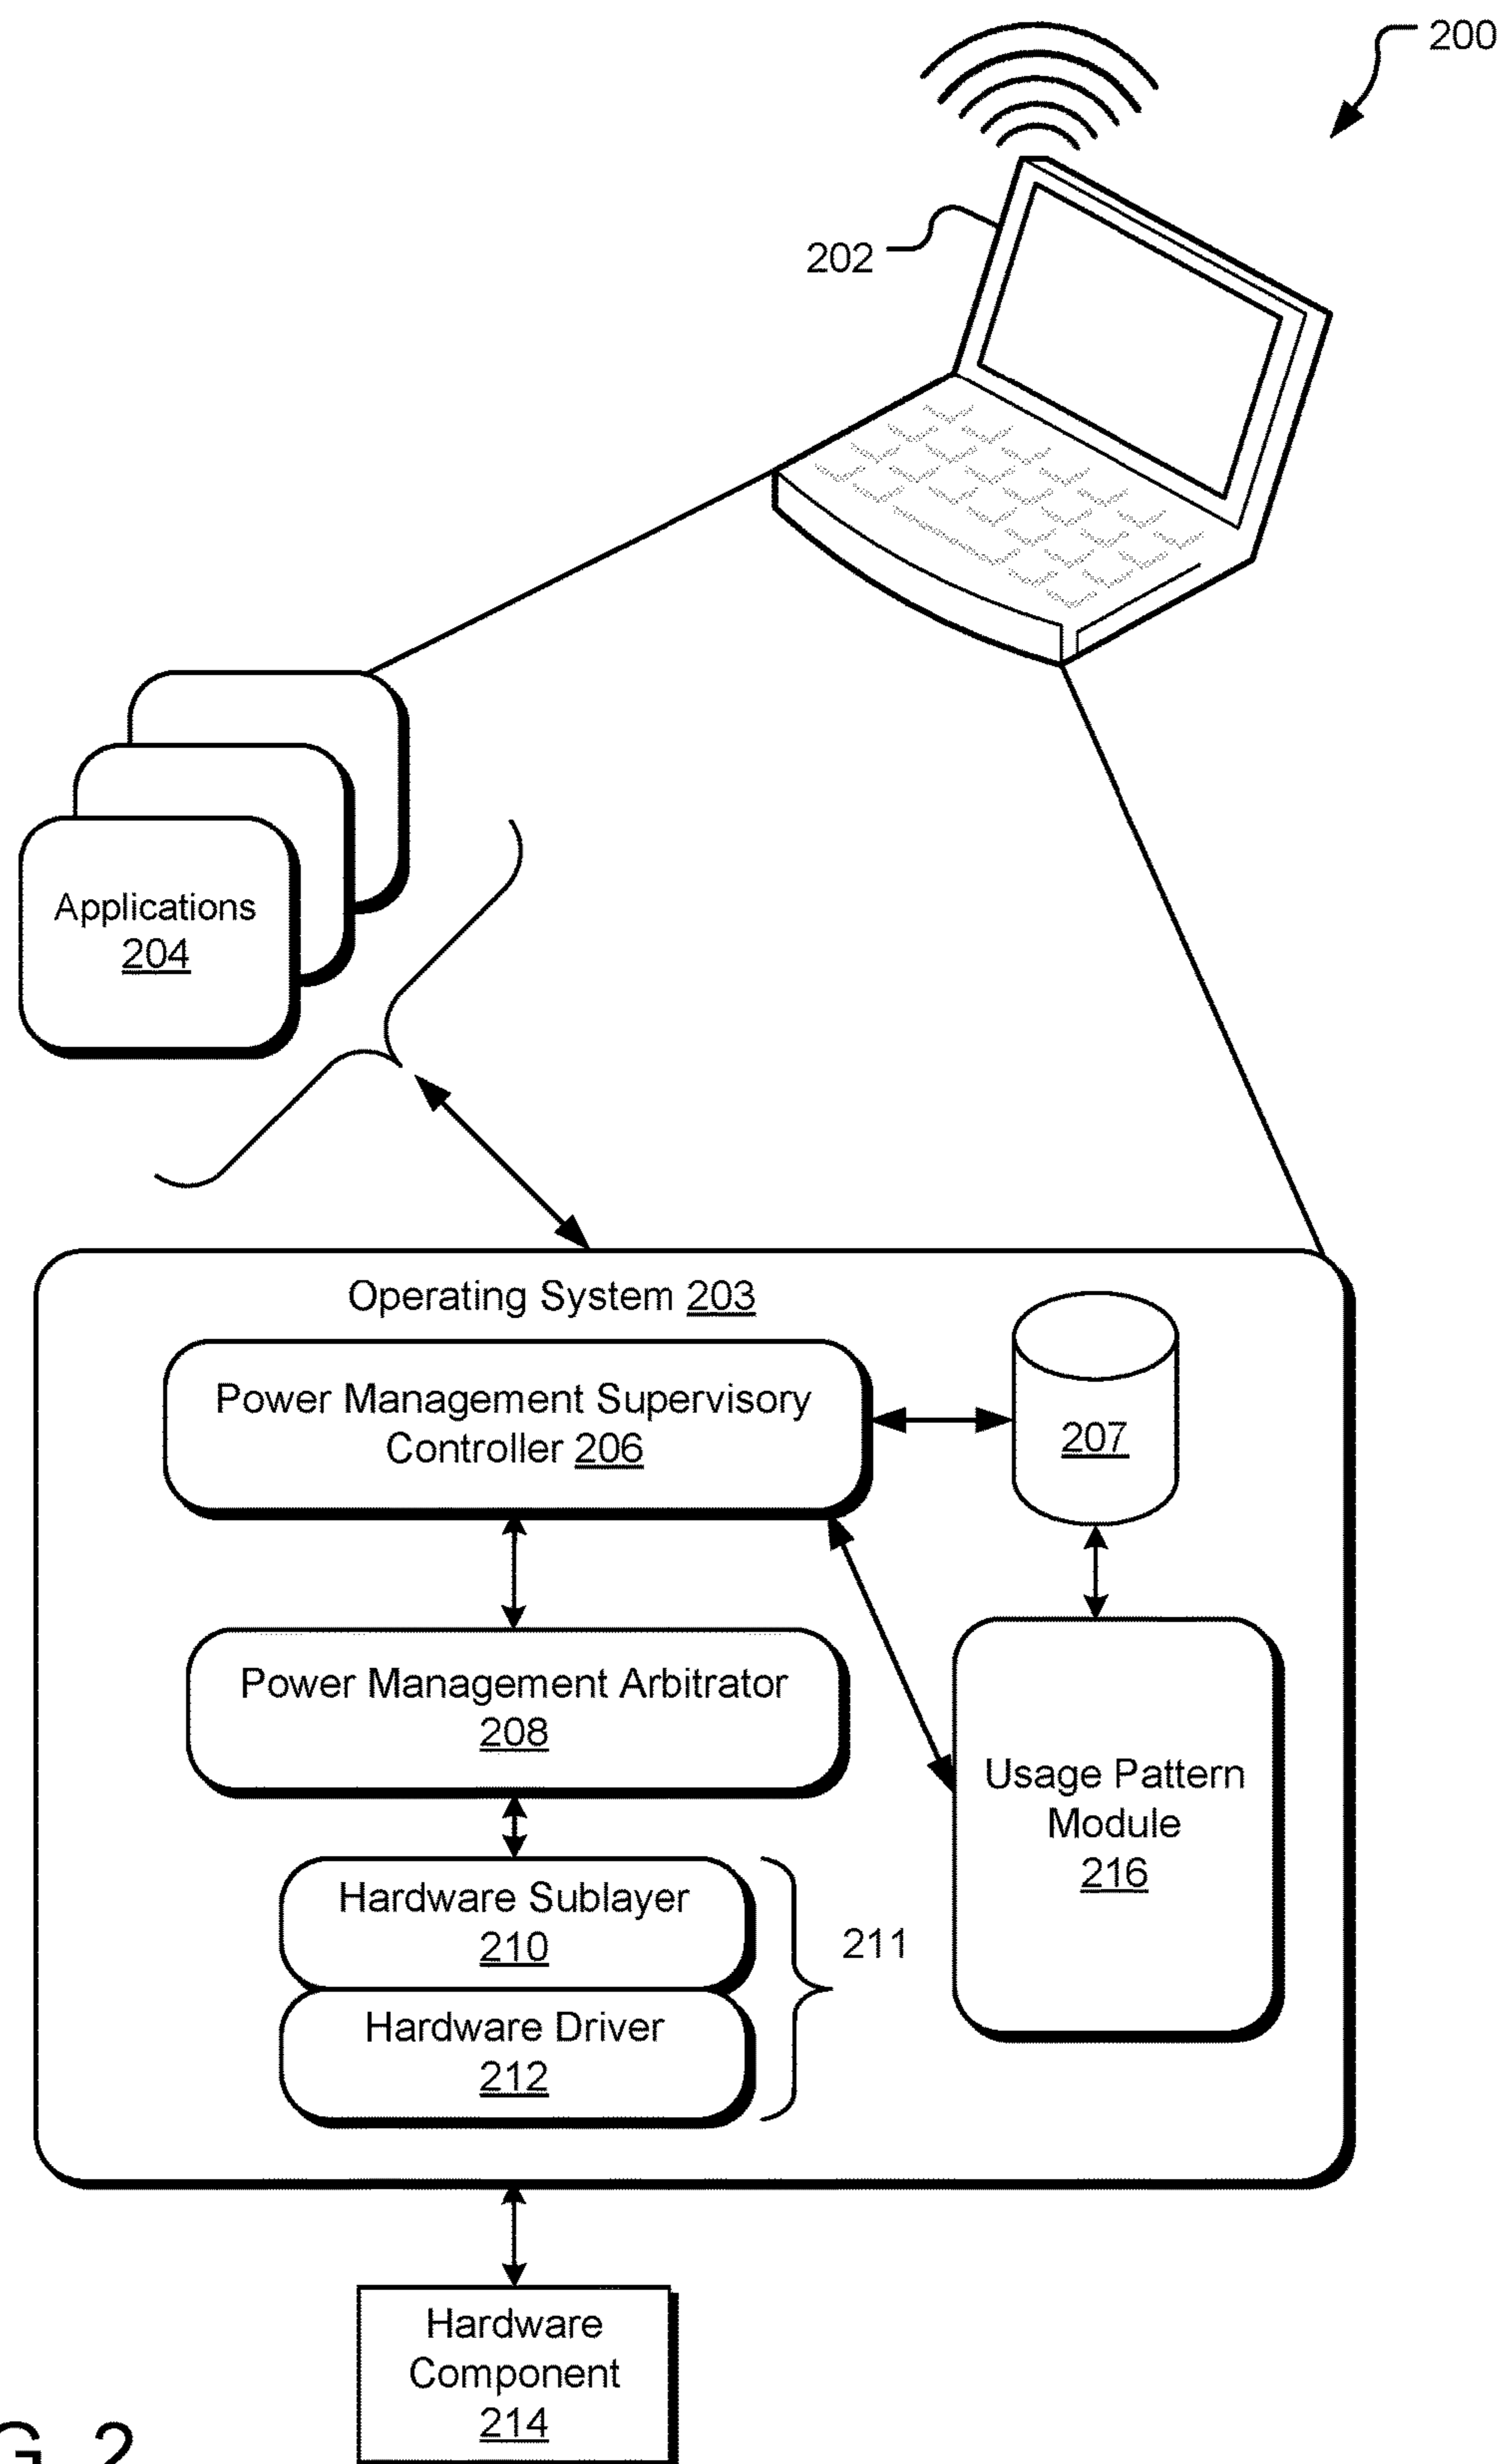 200
202
Applications
204
Operating System 203
Power Management Supervisory
Controller 206
207
Power Management Arbitrator
208
Usage Pattern
Module
216
Hardware Sublayer
210
211
Hardware Driver
212
Hardware
Component
214
G. 2